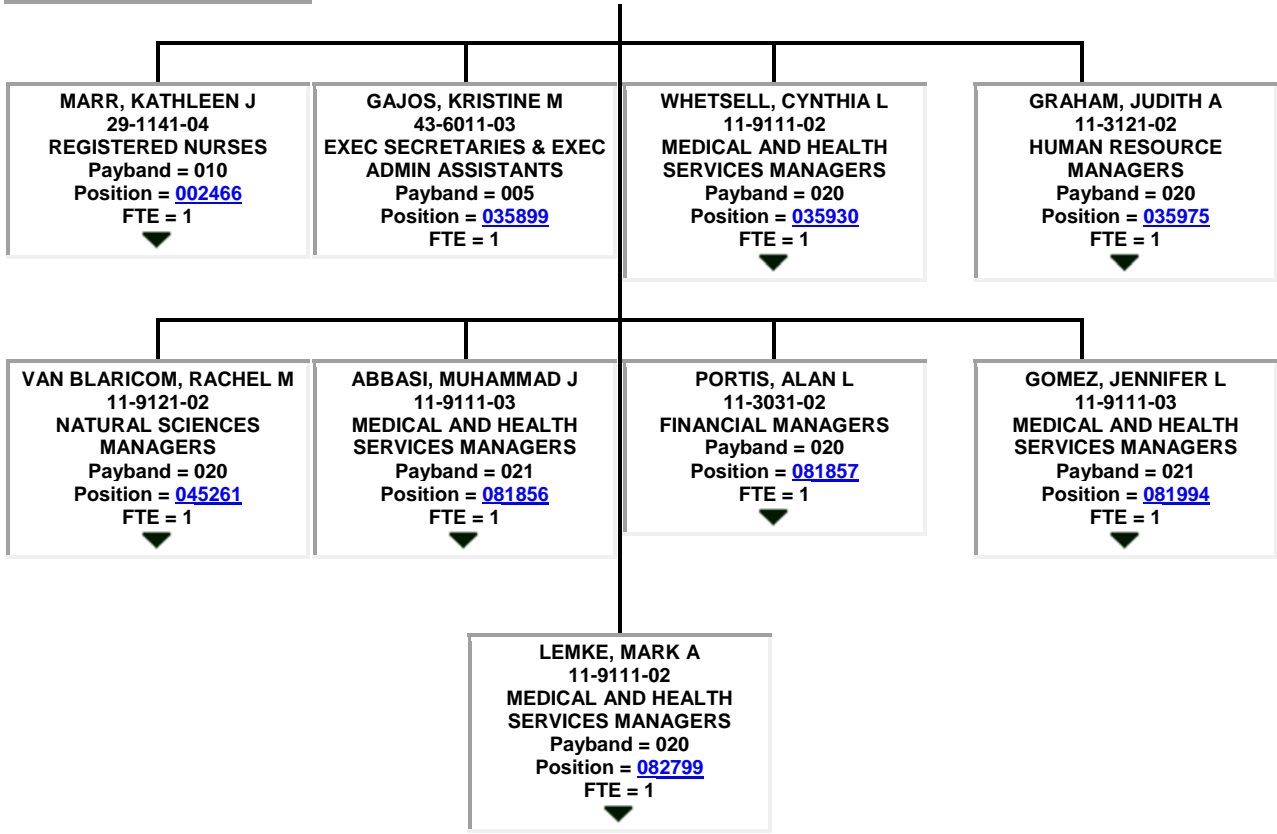 MARR, KATHLEEN J
29-1141-04
REGISTERED NURSES
Payband = 010
Position = 002466
FTE = 1
GAJOS, KRISTINE M
43-6011-03
EXEC SECRETARIES & EXEC
ADMIN ASSISTANTS
Payband = 005
Position = 035899
FTE = 1
WHETSELL, CYNTHIA L
11-9111-02
MEDICAL AND HEALTH
SERVICES MANAGERS
Payband = 020
Position = 035930
FTE = 1
GRAHAM, JUDITH A
11-3121-02
HUMAN RESOURCE
MANAGERS
Payband = 020
Position = 035975
FTE = 1
VAN BLARICOM, RACHEL M
11-9121-02
NATURAL SCIENCES
MANAGERS
Payband = 020
Position = 045261
FTE = 1
ABBASI, MUHAMMAD J
11-9111-03
MEDICAL AND HEALTH
SERVICES MANAGERS
Payband = 021
Position = 081856
FTE = 1
PORTIS, ALAN L
11-3031-02
FINANCIAL MANAGERS
Payband = 020
Position = 081857
FTE = 1
GOMEZ, JENNIFER L
11-9111-03
MEDICAL AND HEALTH
SERVICES MANAGERS
Payband = 021
Position = 081994
FTE = 1
LEMKE, MARK A
11-9111-02
MEDICAL AND HEALTH
SERVICES MANAGERS
Payband = 020
Position = 082799
FTE = 1